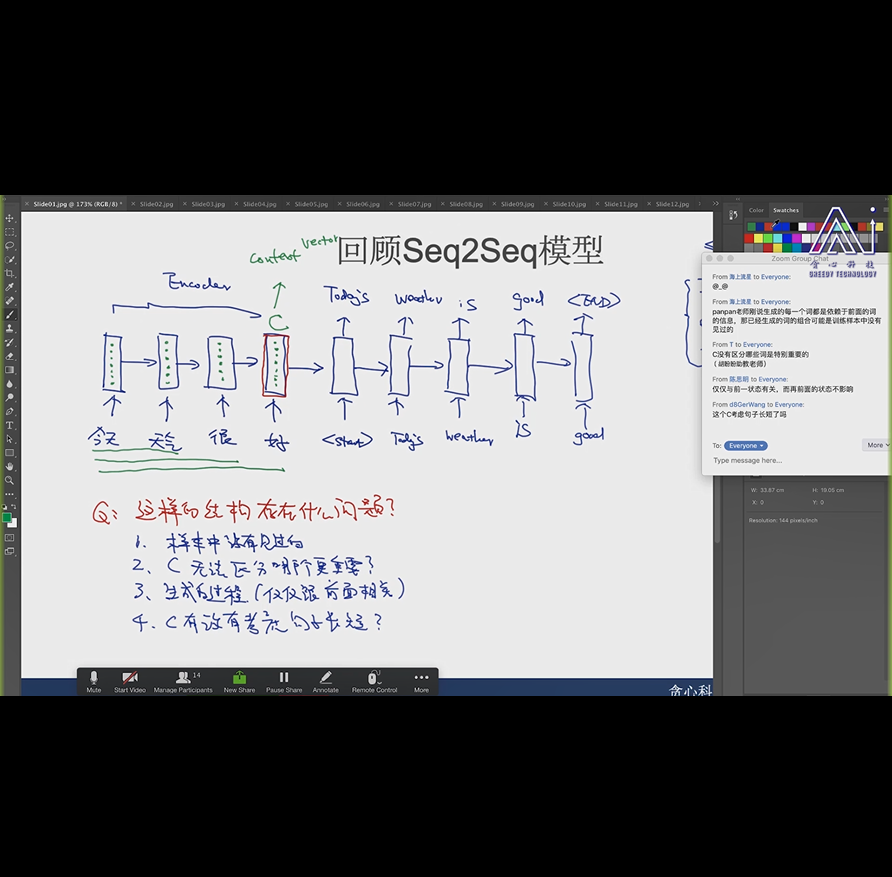 Slide01.jpg @ 173% (RGB/8) *
Slide02.jpg
Slide03.jpg
Slide04.jpg
Slide05.jpg
Slide06.jpg
Slide07.jpg
Slide08.jpg
Slide09.jpg
Slide10.jpg
Slide11.jpg
Slide12.jpg
Color
Swatches
AI
贪心科技
GREEDY TECHNOLOGY
回顾Seq2Seq模型
context vector
Encoder
C
Today's weather is good <END>
今天 天气 很 好 <start> Today's weather is good
Q: 这样的结构存在什么问题?
1、样本中没有见过的
2、C无法区分哪个更重要?
3、生成的过程(仅仅跟前面相关)
4、C有没有考虑句子长短?
Zoom Group Chat
From 海上流星 to Everyone:
@_@
From 海上流星 to Everyone:
panpan老师刚说生成的每一个词都是依赖于前面的词
的信息，那已经生成的词的组合可能是训练样本中没有
见过的
From T to Everyone:
C没有区分哪些词是特别重要的
（胡盼盼助教老师）
From 陈思明 to Everyone:
仅仅与前一状态有关，而再前面的状态不影响
From d8GerWang to Everyone:
这个C考虑句子长短了吗
To: Everyone
More
Type message here...
W: 33.87 cm
H: 19.05 cm
X: 0
Y: 0
Resolution: 144 pixels/inch
Mute
Start Video
14
Manage Participants
New Share
Pause Share
Annotate
Remote Control
More
贪心科